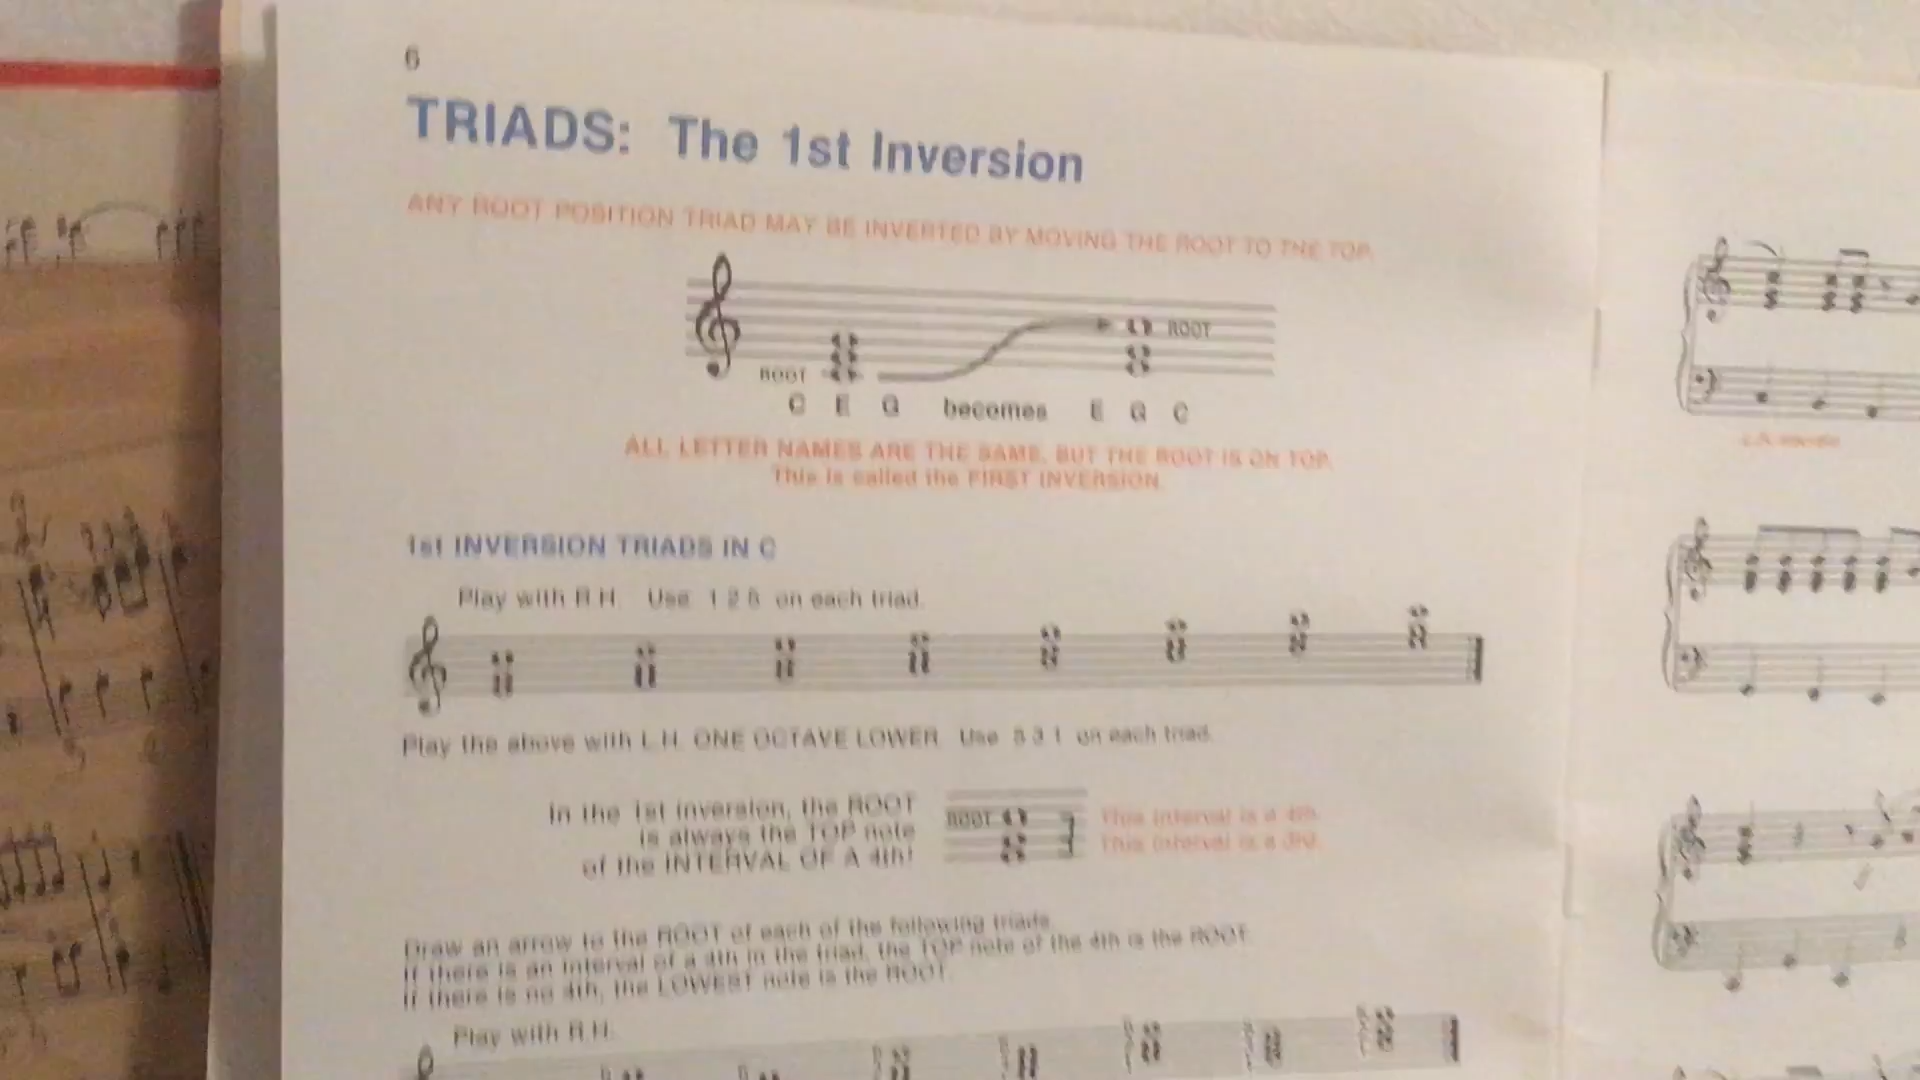 6
TRIADS: The 1st Inversion
ANY ROOT POSITION TRIAD MAY BE INVERTED BY MOVING THE ROOT TO THE TOP.
ROOT
ROOT
C E G becomes E G C
ALL LETTER NAMES ARE THE SAME, BUT THE ROOT IS ON TOP.
This is called the FIRST INVERSION.
1st INVERSION TRIADS IN C
Play with R.H. Use 1 2 5 on each triad.
Play the above with L.H. ONE OCTAVE LOWER. Use 5 3 1 on each triad.
In the 1st inversion, the ROOT
is always the TOP note
of the INTERVAL OF A 4th!
ROOT
This interval is a 4th.
This interval is a 3rd.
Draw an arrow to the ROOT of each of the following triads.
If there is an interval of a 4th in the triad, the TOP note of the 4th is the ROOT.
If there is no 4th, the LOWEST note is the ROOT.
Play with R.H.